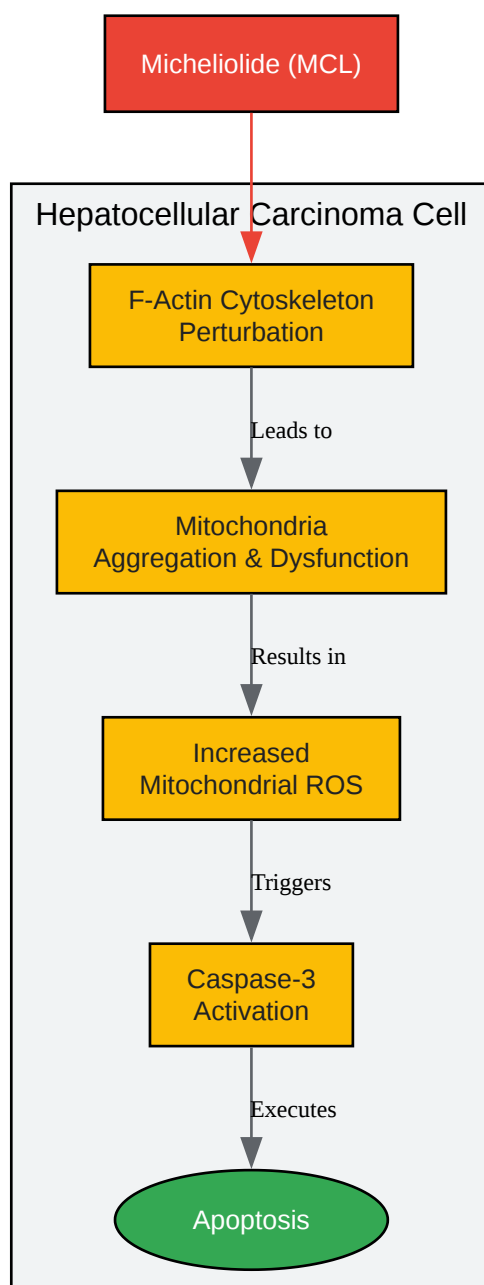 Micheliolide (MCL)
Hepatocellular Carcinoma Cell
F-Actin Cytoskeleton
Perturbation
Leads to
Mitochondria
Aggregation & Dysfunction
Results in
Increased
Mitochondrial ROS
Triggers
Caspase-3
Activation
Executes
Apoptosis